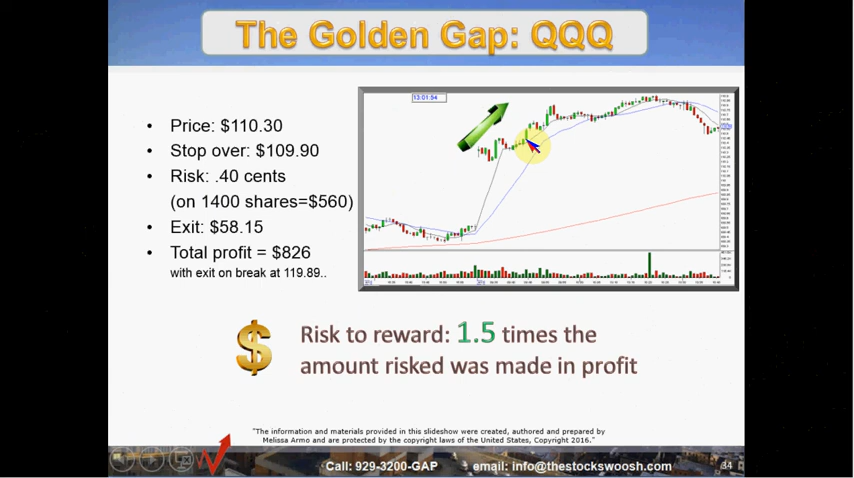 The Golden Gap: QQQ
• Price: $110.30
• Stop over: $109.90
• Risk: .40 cents
(on 1400 shares=$560)
• Exit: $58.15
• Total profit = $826
with exit on break at 119.89..
13:01:54
$
Risk to reward: 1.5 times the
amount risked was made in profit
"The information and materials provided in this slideshow were created, authored and prepared by
Melissa Armo and are protected by the copyright laws of the United States, Copyright 2016."
Call: 929-3200-GAP email: info@thestockswoosh.com 34